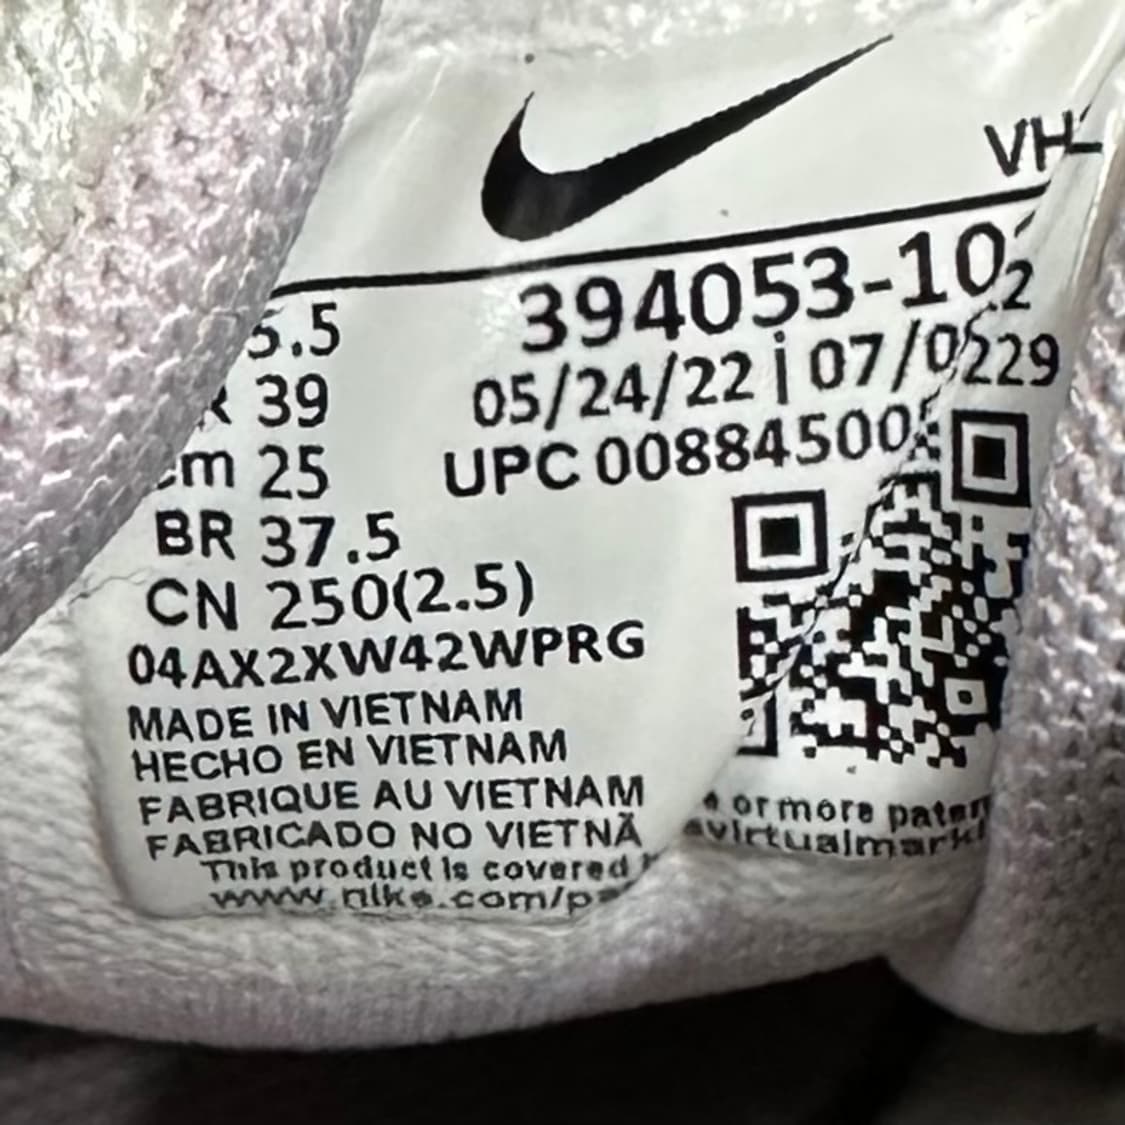 VH-
394053-102
5.5
05/24/22 | 07/0229
39
UPC 00884500
cm 25
BR 37.5
CN 250(2.5)
04AX2XW42WPRG
MADE IN VIETNAM
HECHO EN VIETNAM
FABRIQUE AU VIETNAM
FABRICADO NO VIETNÃ
or more paten
This product is covered
virtualmark
www.nike.com/pa